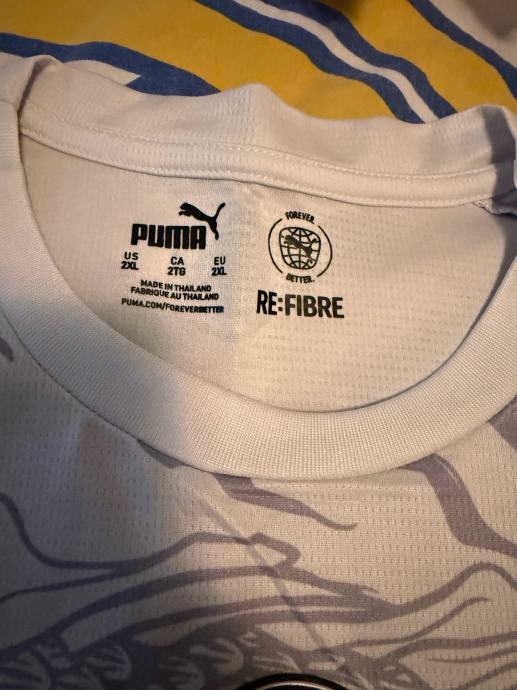 PUMA
US CA EU
2XL 2TG 2XL
MADE IN THAILAND
FABRIQUE AU THAILAND
PUMA.COM/FOREVERBETTER
FOREVER.
BETTER.
RE:FIBRE